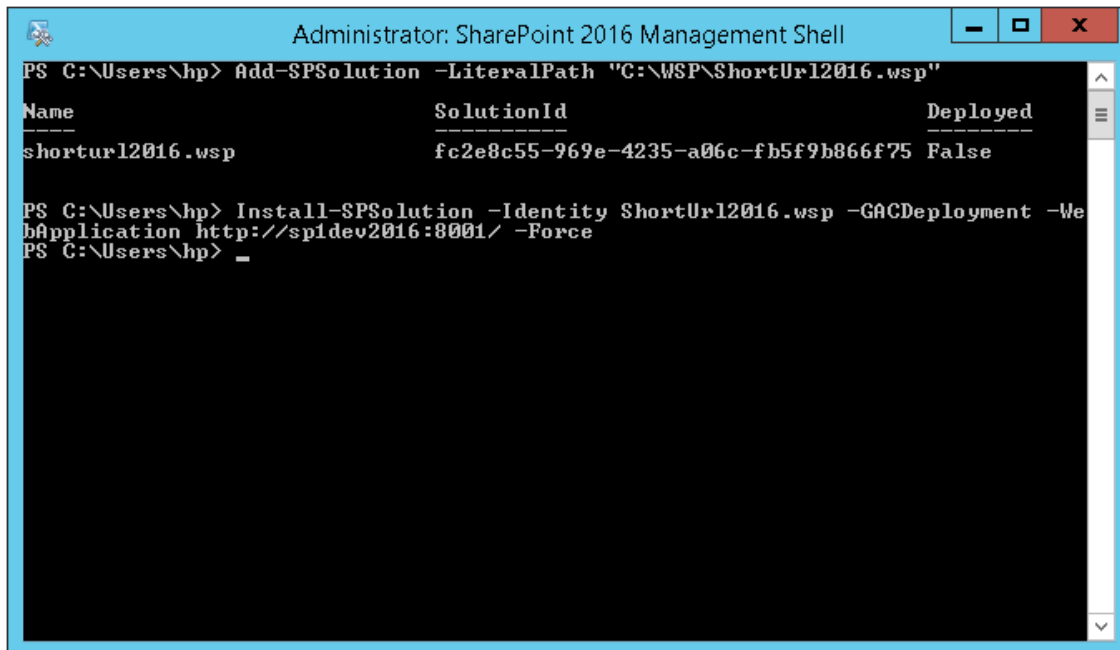 Administrator: SharePoint 2016 Management Shell
PS C:\Users\hp> Add-SPSolution -LiteralPath "C:\WSP\ShortUrl2016.wsp"
Name SolutionId Deployed
---- ---------- --------
shorturl2016.wsp fc2e8c55-969e-4235-a06c-fb5f9b866f75 False
PS C:\Users\hp> Install-SPSolution -Identity ShortUrl2016.wsp -GACDeployment -We
bApplication http://sp1dev2016:8001/ -Force
PS C:\Users\hp> _